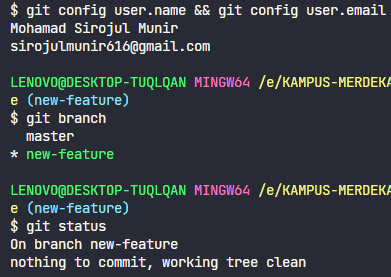 $ git config user.name && git config user.email
Mohamad Sirojul Munir
sirojulmunir616@gmail.com
LENOVO@DESKTOP-TUQLQAN MINGW64 /e/KAMPUS-MERDEKA
e (new-feature)
$ git branch
master
* new-feature
LENOVO@DESKTOP-TUQLQAN MINGW64 /e/KAMPUS-MERDEKA
e (new-feature)
$ git status
On branch new-feature
nothing to commit, working tree clean